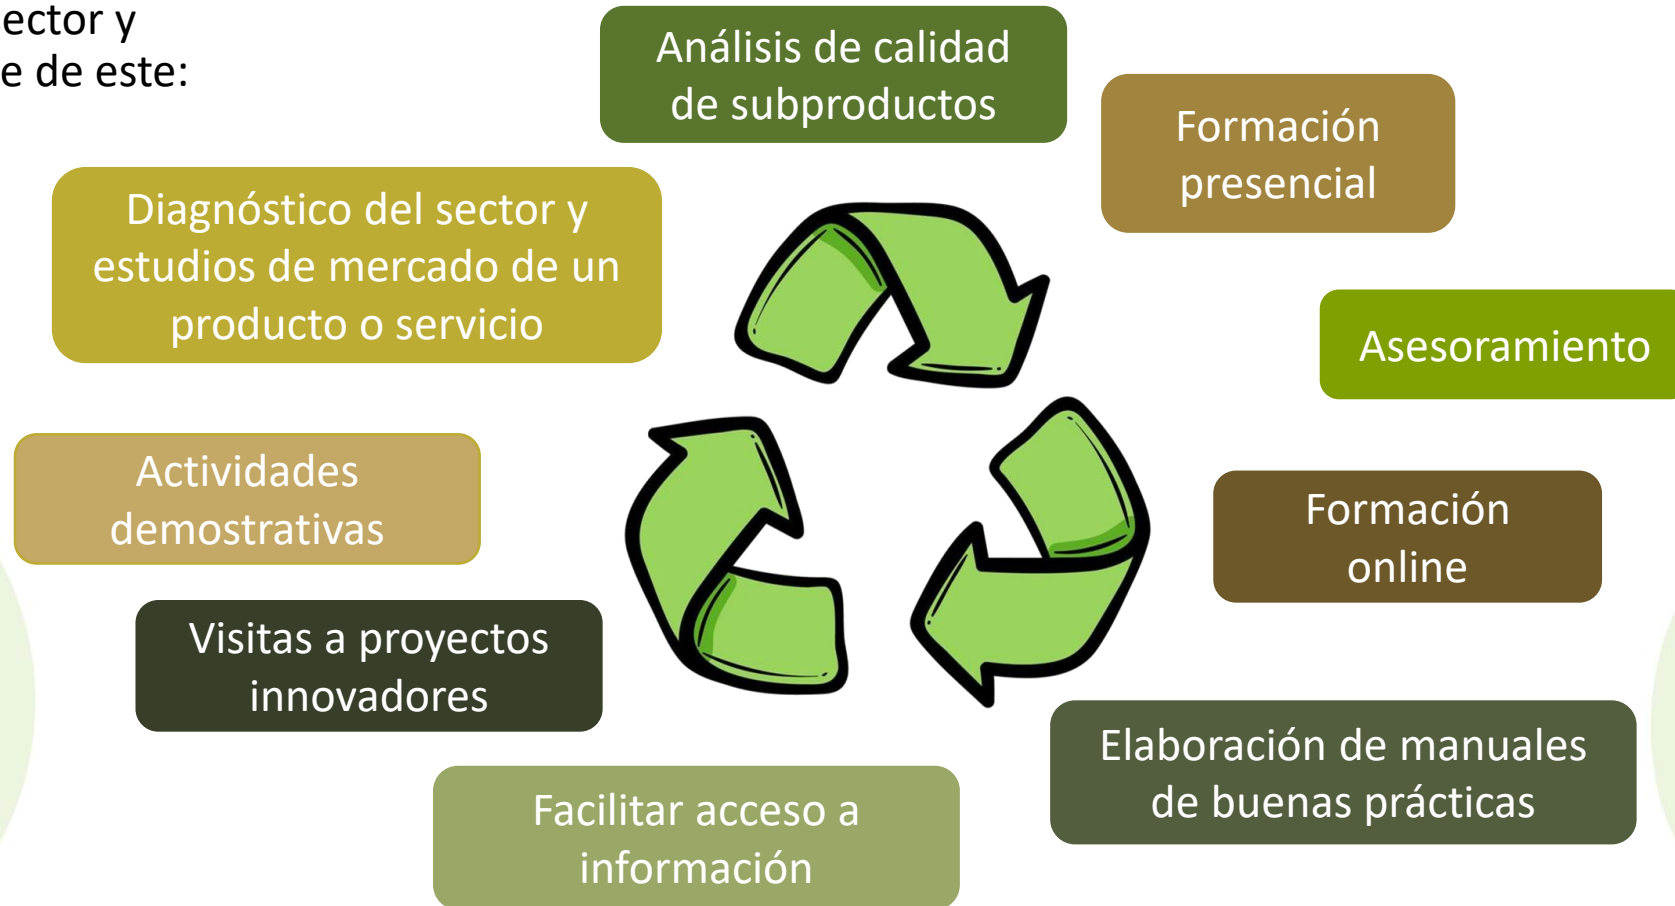 ector y
e de este:
Análisis de calidad
de subproductos
Formación
presencial
Diagnóstico del sector y
estudios de mercado de un
producto o servicio
Asesoramiento
Actividades
demostrativas
Formación
online
Visitas a proyectos
innovadores
Elaboración de manuales
de buenas prácticas
Facilitar acceso a
información